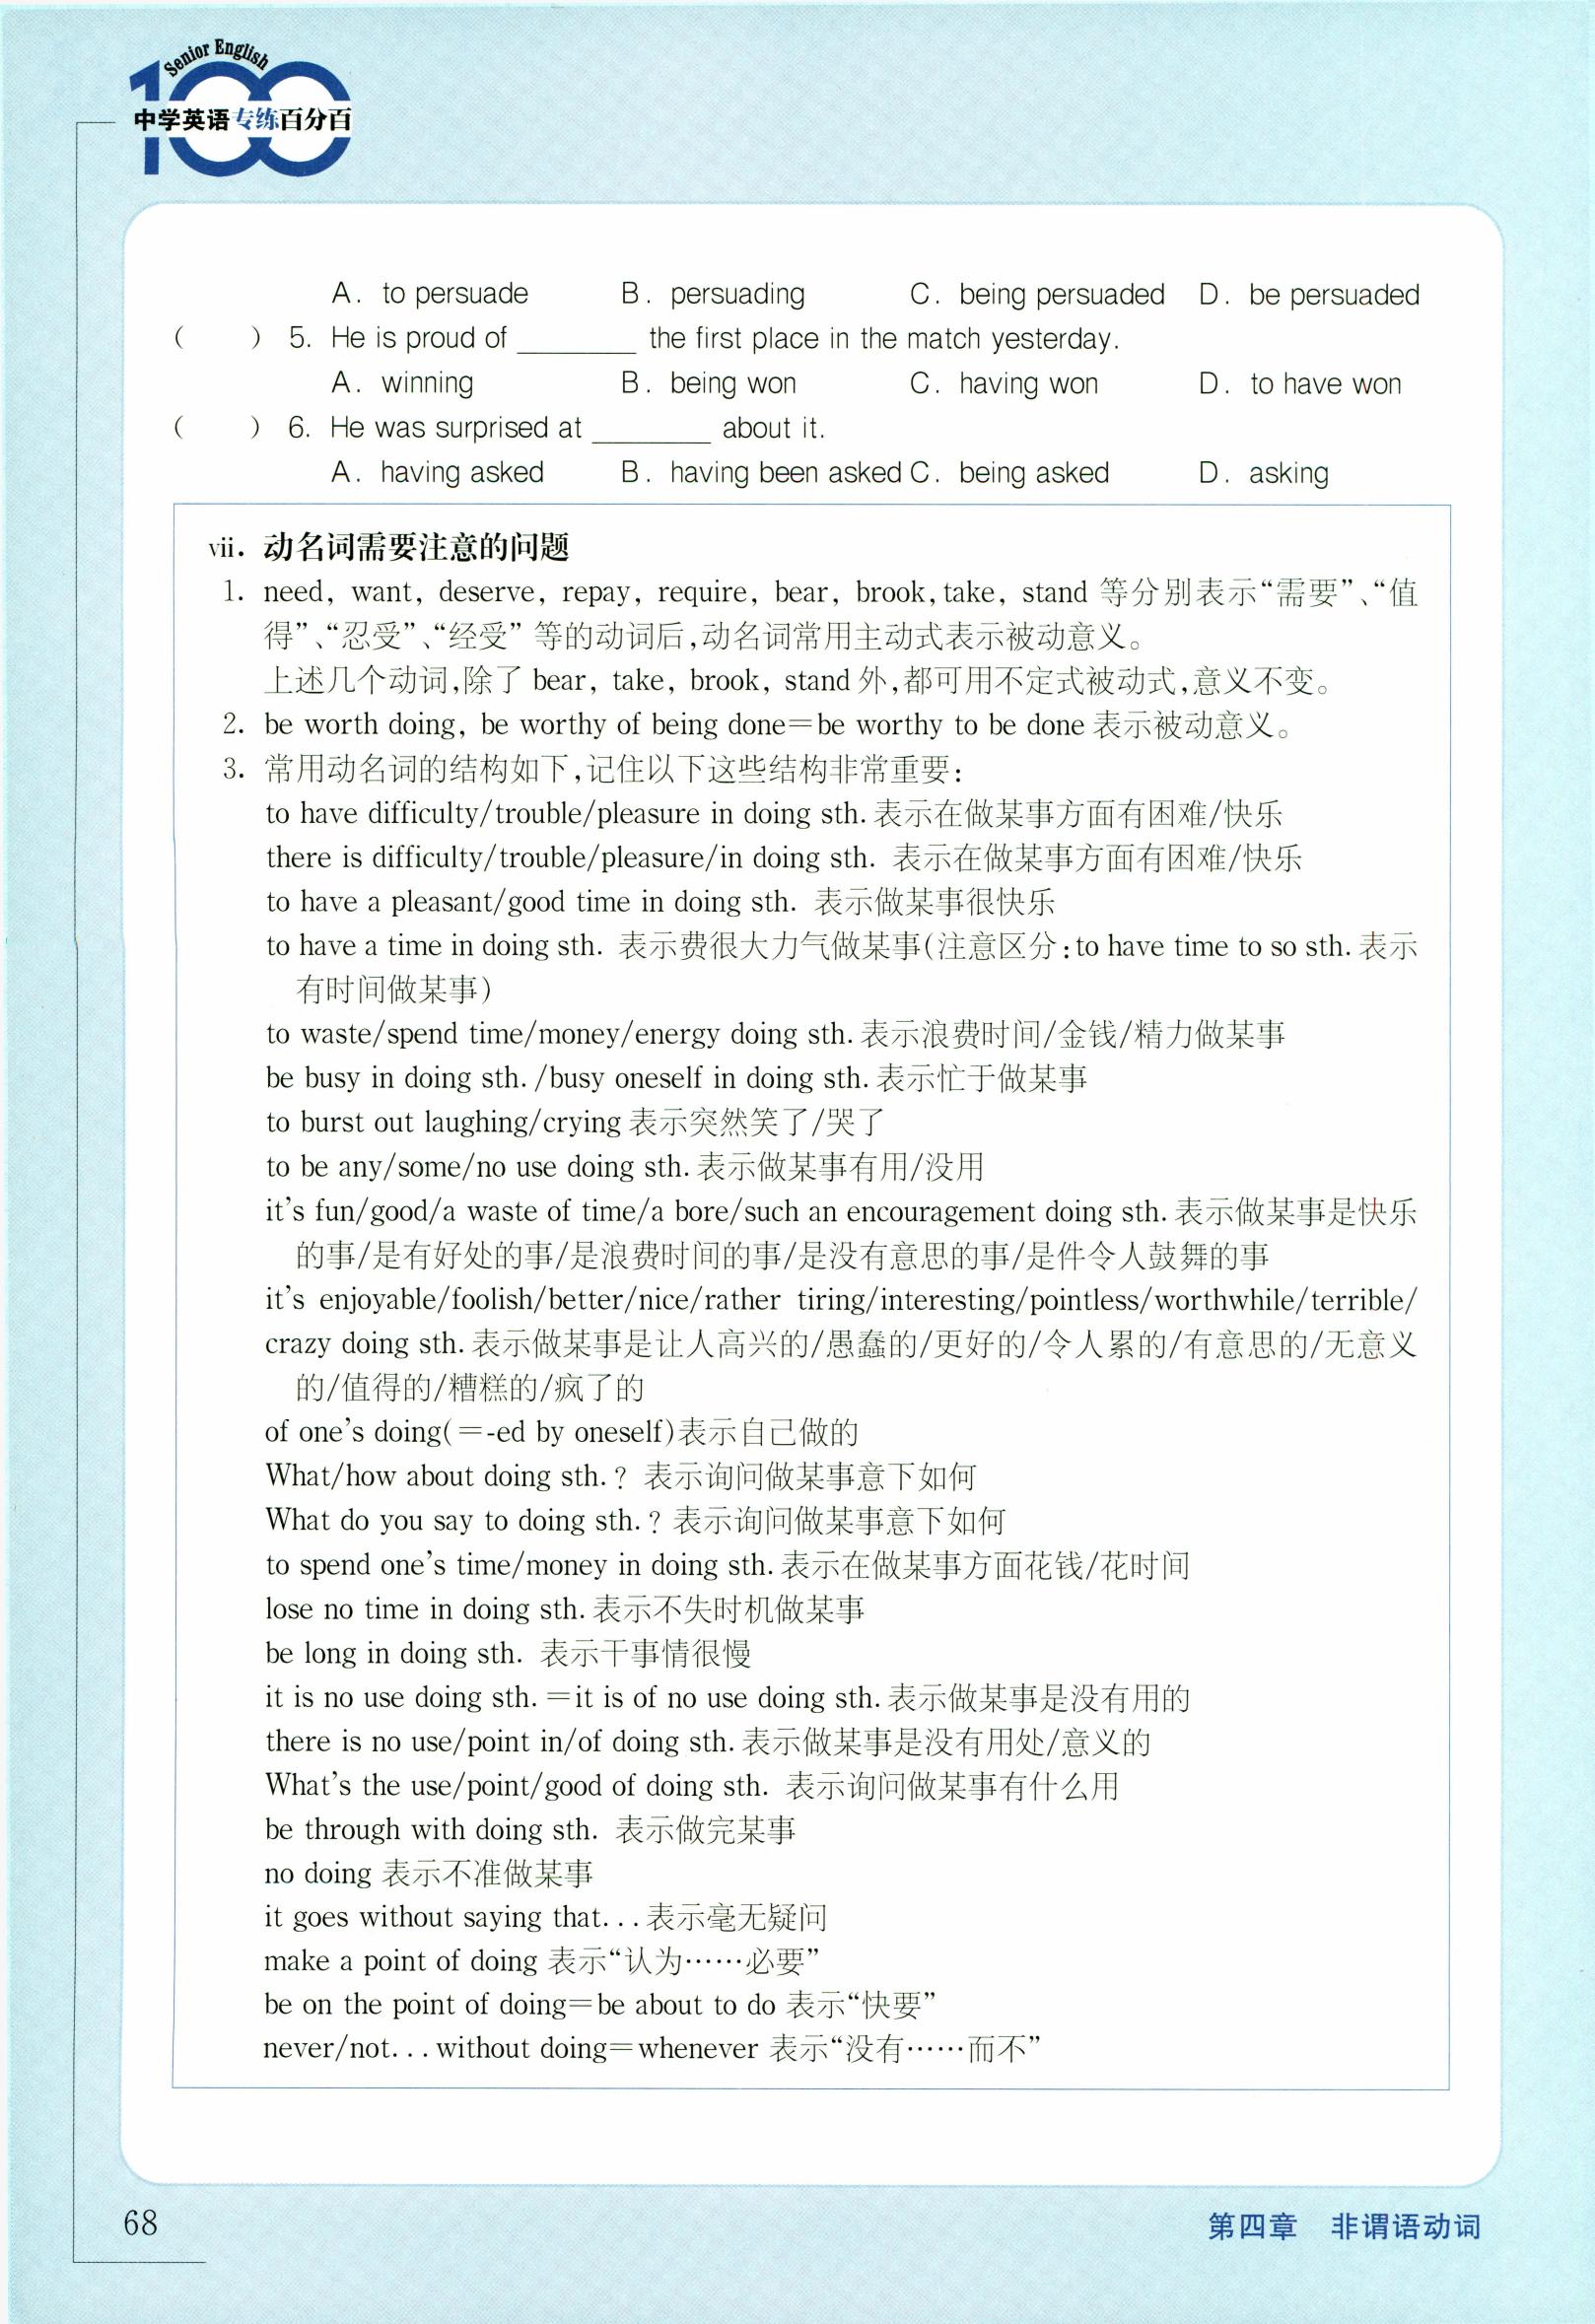 Senior English
100
中学英语专练百分百
A. to persuade B. persuading C. being persuaded D. be persuaded
( ) 5. He is proud of ________ the first place in the match yesterday.
A. winning B. being won C. having won D. to have won
( ) 6. He was surprised at ________ about it.
A. having asked B. having been asked C. being asked D. asking
vii. 动名词需要注意的问题
1. need, want, deserve, repay, require, bear, brook, take, stand 等分别表示“需要”、“值
得”、“忍受”、“经受” 等的动词后,动名词常用主动式表示被动意义。
上述几个动词,除了 bear, take, brook, stand 外,都可用不定式被动式,意义不变。
2. be worth doing, be worthy of being done=be worthy to be done 表示被动意义。
3. 常用动名词的结构如下,记住以下这些结构非常重要:
to have difficulty/trouble/pleasure in doing sth. 表示在做某事方面有困难/快乐
there is difficulty/trouble/pleasure/in doing sth. 表示在做某事方面有困难/快乐
to have a pleasant/good time in doing sth. 表示做某事很快乐
to have a time in doing sth. 表示费很大力气做某事(注意区分:to have time to so sth. 表示
有时间做某事)
to waste/spend time/money/energy doing sth. 表示浪费时间/金钱/精力做某事
be busy in doing sth. /busy oneself in doing sth. 表示忙于做某事
to burst out laughing/crying 表示突然笑了/哭了
to be any/some/no use doing sth. 表示做某事有用/没用
it's fun/good/a waste of time/a bore/such an encouragement doing sth. 表示做某事是快乐
的事/是有好处的事/是浪费时间的事/是没有意思的事/是件令人鼓舞的事
it's enjoyable/foolish/better/nice/rather tiring/interesting/pointless/worthwhile/terrible/
crazy doing sth. 表示做某事是让人高兴的/愚蠢的/更好的/令人累的/有意思的/无意义
的/值得的/糟糕的/疯了的
of one's doing(=-ed by oneself)表示自己做的
What/how about doing sth. ? 表示询问做某事意下如何
What do you say to doing sth. ? 表示询问做某事意下如何
to spend one's time/money in doing sth. 表示在做某事方面花钱/花时间
lose no time in doing sth. 表示不失时机做某事
be long in doing sth. 表示干事情很慢
it is no use doing sth. =it is of no use doing sth. 表示做某事是没有用的
there is no use/point in/of doing sth. 表示做某事是没有用处/意义的
What's the use/point/good of doing sth. 表示询问做某事有什么用
be through with doing sth. 表示做完某事
no doing 表示不准做某事
it goes without saying that... 表示毫无疑问
make a point of doing 表示“认为……必要”
be on the point of doing=be about to do 表示“快要”
never/not... without doing=whenever 表示“没有……而不”
68
第四章 非谓语动词